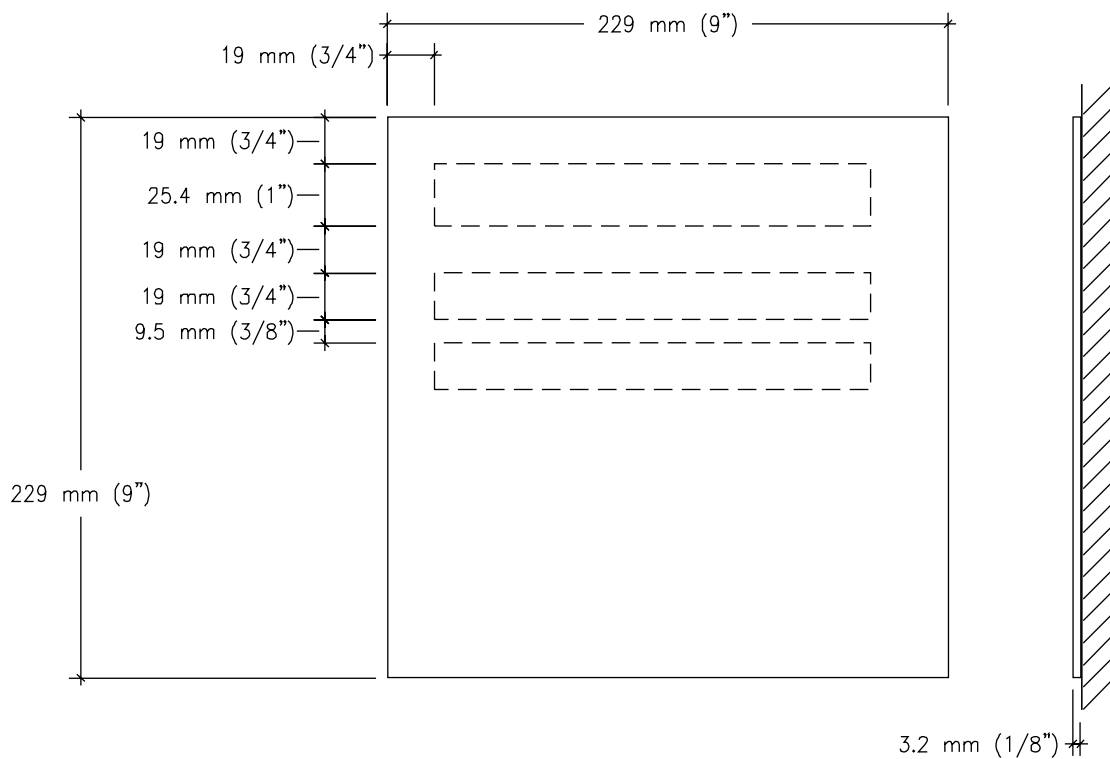 229 mm (9”)
19 mm (3/4”)
19 mm (3/4”)
25.4 mm (1”)
19 mm (3/4”)
19 mm (3/4”)
9.5 mm (3/8”)
229 mm (9”)
3.2 mm (1/8”)